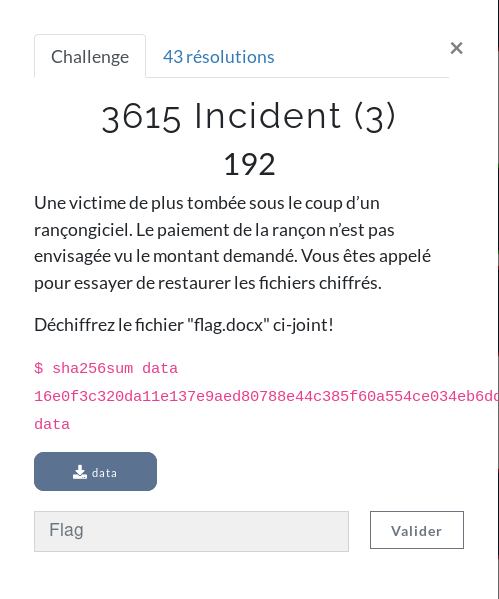 Challenge 43 résolutions ×
3615 Incident (3)
192
Une victime de plus tombée sous le coup d’un
rançongiciel. Le paiement de la rançon n’est pas
envisagée vu le montant demandé. Vous êtes appelé
pour essayer de restaurer les fichiers chiffrés.
Déchiffrez le fichier "flag.docx" ci-joint!
$ sha256sum data
16e0f3c320da11e137e9aed80788e44c385f60a554ce034eb6dc
data
data
Flag Valider